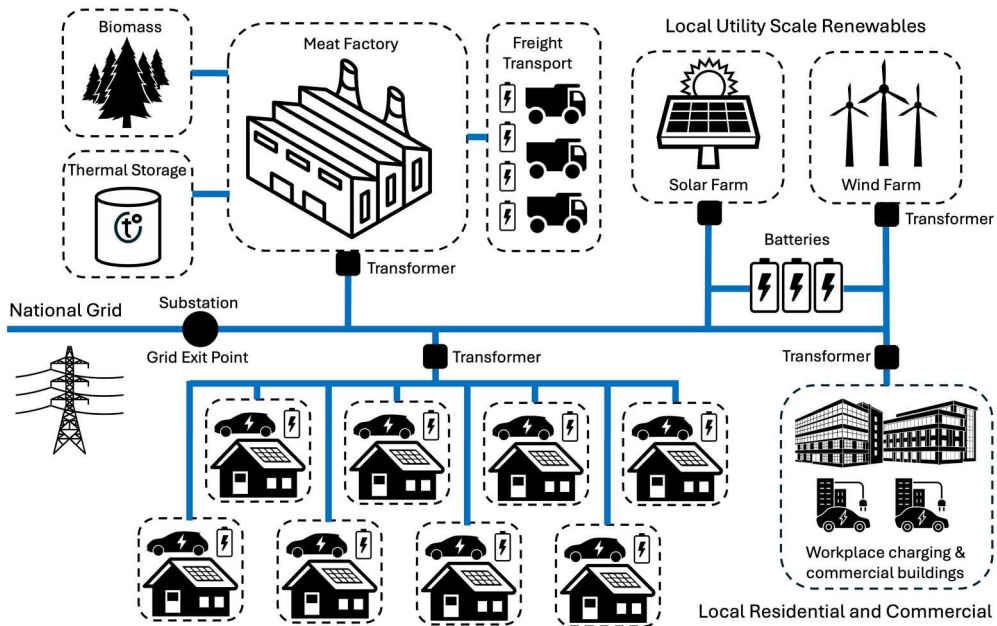 Biomass
Meat Factory
Freight
Transport
Local Utility Scale Renewables
Thermal Storage
t°
Solar Farm
Wind Farm
Transformer
Transformer
Batteries
National Grid
Substation
Grid Exit Point
Transformer
Transformer
Workplace charging &
commercial buildings
Local Residential and Commercial